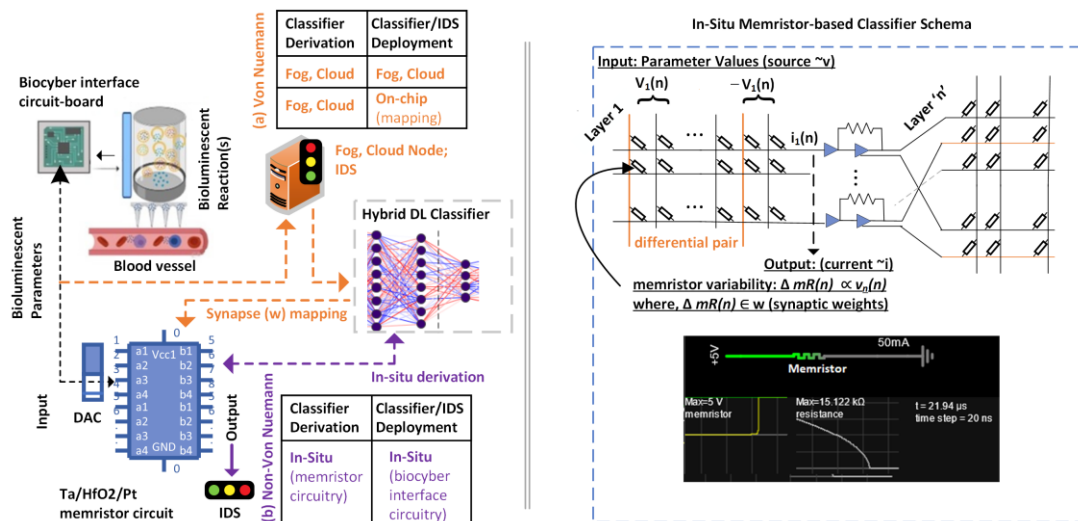 Classifier Derivation
Classifier/IDS Deployment
Fog, Cloud
Fog, Cloud
Fog, Cloud
On-chip (mapping)
(a) Von Nuemann
Biocyber interface
circuit-board
Bioluminescent
Reaction(s)
Blood vessel
Fog, Cloud Node;
IDS
Hybrid DL Classifier
Bioluminescent
Parameters
Synapse (w) mapping
In-situ derivation
0
1
5
6
2
7
3
8
4
Vcc1
a1
b1
a2
b2
a3
b3
a4
b4
a1
b1
a2
b2
a3
b3
a4
GND
b4
0
DAC
Input
Output
IDS
Ta/HfO2/Pt
memristor circuit
(b) Non-Von Nuemann
Classifier
Derivation
Classifier/IDS
Deployment
In-Situ
(memristor
circuitry)
In-Situ
(biocyber
interface
circuitry)
In-Situ Memristor-based Classifier Schema
Input: Parameter Values (source ~v)
V1(n)
− V1(n)
Layer 1
i1(n)
Layer 'n'
differential pair
Output: (current ~i)
memristor variability: Δ mR(n) ∝ vn(n)
where, Δ mR(n) ∈ w (synaptic weights)
+5V
50mA
Memristor
Max=5 V
memristor
Max=15.122 kΩ
resistance
t = 21.94 μs
time step = 20 ns